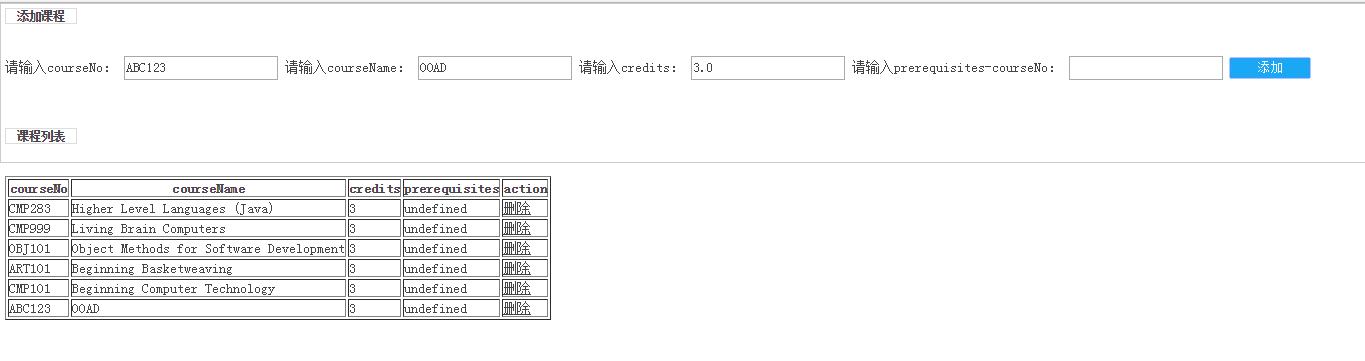 添加课程
请输入courseNo: ABC123 请输入courseName: OOAD 请输入credits: 3.0 请输入prerequisites-courseNo: 添加
课程列表
courseNo courseName credits prerequisites action
CMP283 Higher Level Languages (Java) 3 undefined 删除
CMP999 Living Brain Computers 3 undefined 删除
OBJ101 Object Methods for Software Development 3 undefined 删除
ART101 Beginning Basketweaving 3 undefined 删除
CMP101 Beginning Computer Technology 3 undefined 删除
ABC123 OOAD 3 undefined 删除